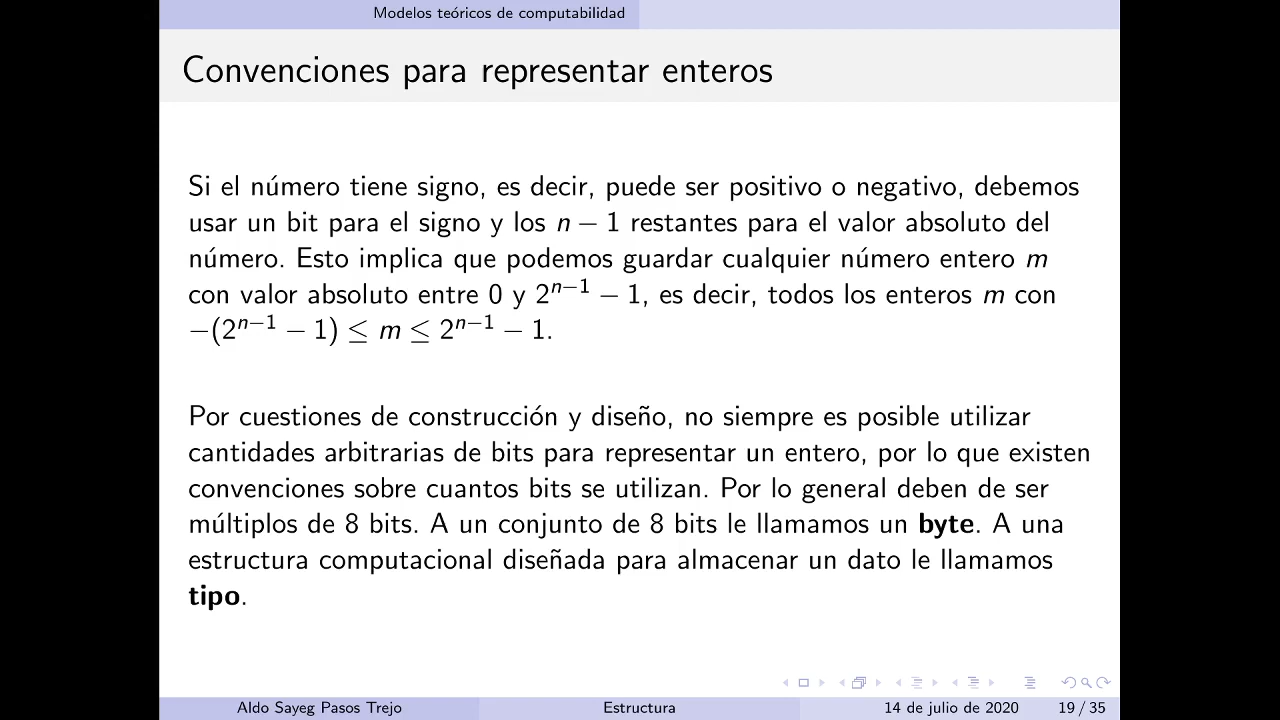 Modelos teóricos de computabilidad
Convenciones para representar enteros
Si el número tiene signo, es decir, puede ser positivo o negativo, debemos
usar un bit para el signo y los n − 1 restantes para el valor absoluto del
número. Esto implica que podemos guardar cualquier número entero m
con valor absoluto entre 0 y 2^{n−1} − 1, es decir, todos los enteros m con
−(2^{n−1} − 1) ≤ m ≤ 2^{n−1} − 1.
Por cuestiones de construcción y diseño, no siempre es posible utilizar
cantidades arbitrarias de bits para representar un entero, por lo que existen
convenciones sobre cuantos bits se utilizan. Por lo general deben de ser
múltiplos de 8 bits. A un conjunto de 8 bits le llamamos un byte. A una
estructura computacional diseñada para almacenar un dato le llamamos
tipo.
Aldo Sayeg Pasos Trejo Estructura 14 de julio de 2020 19 / 35